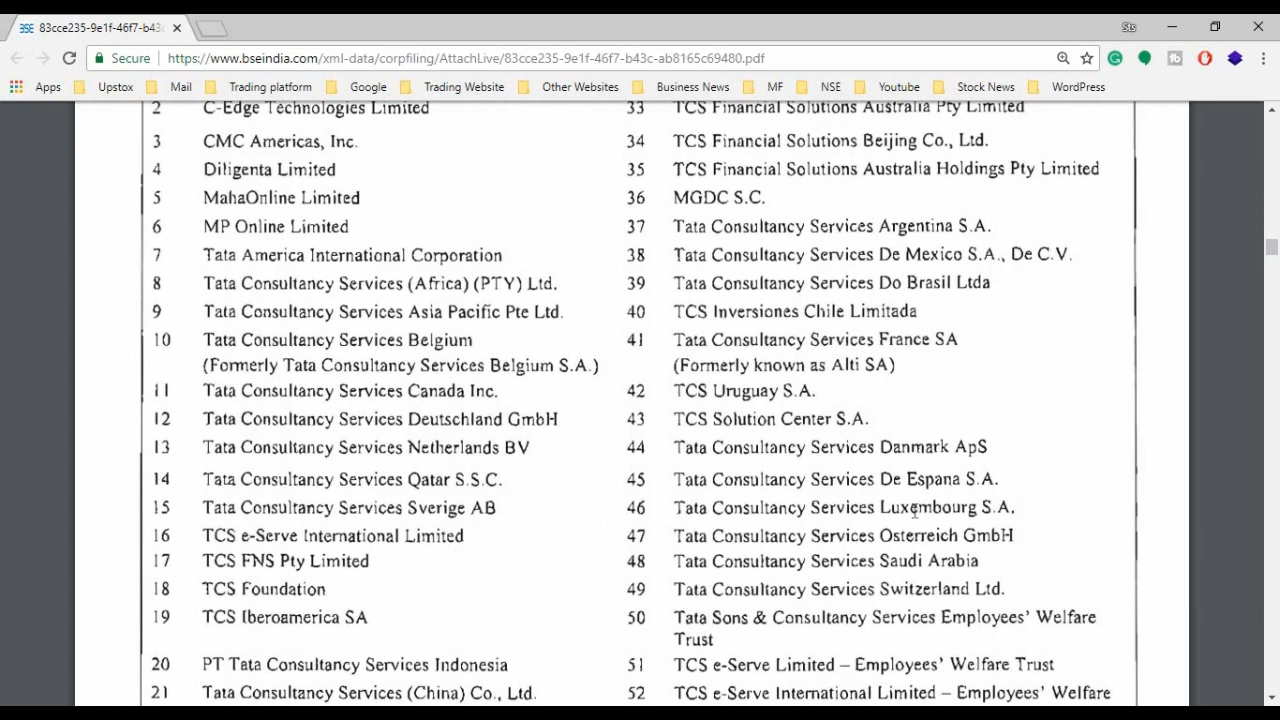 83cce235-9e1f-46f7-b43c
Sts
Secure
https://www.bseindia.com/xml-data/corpfiling/AttachLive/83cce235-9e1f-46f7-b43c-ab8165c69480.pdf
Apps Upstox Mail Trading platform Google Trading Website Other Websites Business News MF NSE Youtube Stock News WordPress
2 C-Edge Technologies Limited 33 TCS Financial Solutions Australia Pty Limited
3 CMC Americas, Inc. 34 TCS Financial Solutions Beijing Co., Ltd.
4 Diligenta Limited 35 TCS Financial Solutions Australia Holdings Pty Limited
5 MahaOnline Limited 36 MGDC S.C.
6 MP Online Limited 37 Tata Consultancy Services Argentina S.A.
7 Tata America International Corporation 38 Tata Consultancy Services De Mexico S.A., De C.V.
8 Tata Consultancy Services (Africa) (PTY) Ltd. 39 Tata Consultancy Services Do Brasil Ltda
9 Tata Consultancy Services Asia Pacific Pte Ltd. 40 TCS Inversiones Chile Limitada
10 Tata Consultancy Services Belgium 41 Tata Consultancy Services France SA
(Formerly Tata Consultancy Services Belgium S.A.) (Formerly known as Alti SA)
11 Tata Consultancy Services Canada Inc. 42 TCS Uruguay S.A.
12 Tata Consultancy Services Deutschland GmbH 43 TCS Solution Center S.A.
13 Tata Consultancy Services Netherlands BV 44 Tata Consultancy Services Danmark ApS
14 Tata Consultancy Services Qatar S.S.C. 45 Tata Consultancy Services De Espana S.A.
15 Tata Consultancy Services Sverige AB 46 Tata Consultancy Services Luxembourg S.A.
16 TCS e-Serve International Limited 47 Tata Consultancy Services Osterreich GmbH
17 TCS FNS Pty Limited 48 Tata Consultancy Services Saudi Arabia
18 TCS Foundation 49 Tata Consultancy Services Switzerland Ltd.
19 TCS Iberoamerica SA 50 Tata Sons & Consultancy Services Employees' Welfare
Trust
20 PT Tata Consultancy Services Indonesia 51 TCS e-Serve Limited – Employees' Welfare Trust
21 Tata Consultancy Services (China) Co., Ltd. 52 TCS e-Serve International Limited – Employees' Welfare